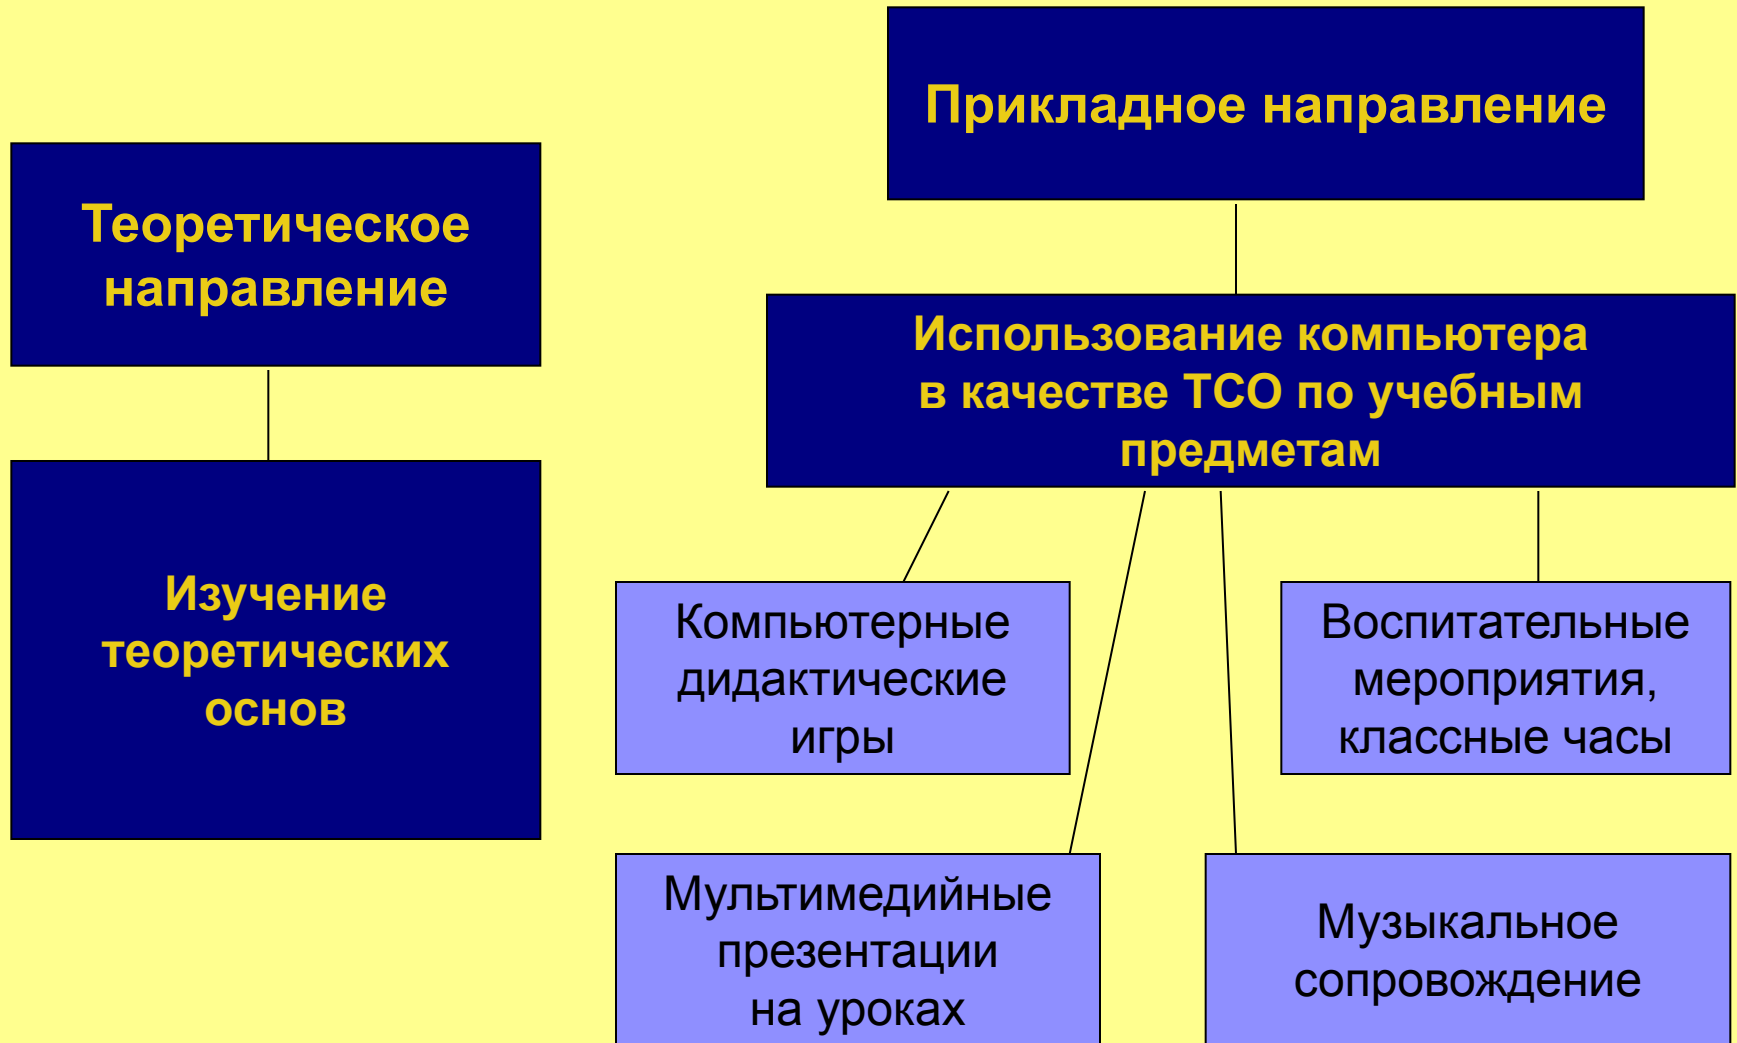 Прикладное направление
Теоретическое
направление
Использование компьютера
в качестве ТСО по учебным
предметам
Изучение
теоретических
основ
Компьютерные
дидактические
игры
Воспитательные
мероприятия,
классные часы
Мультимедийные
презентации
на уроках
Музыкальное
сопровождение